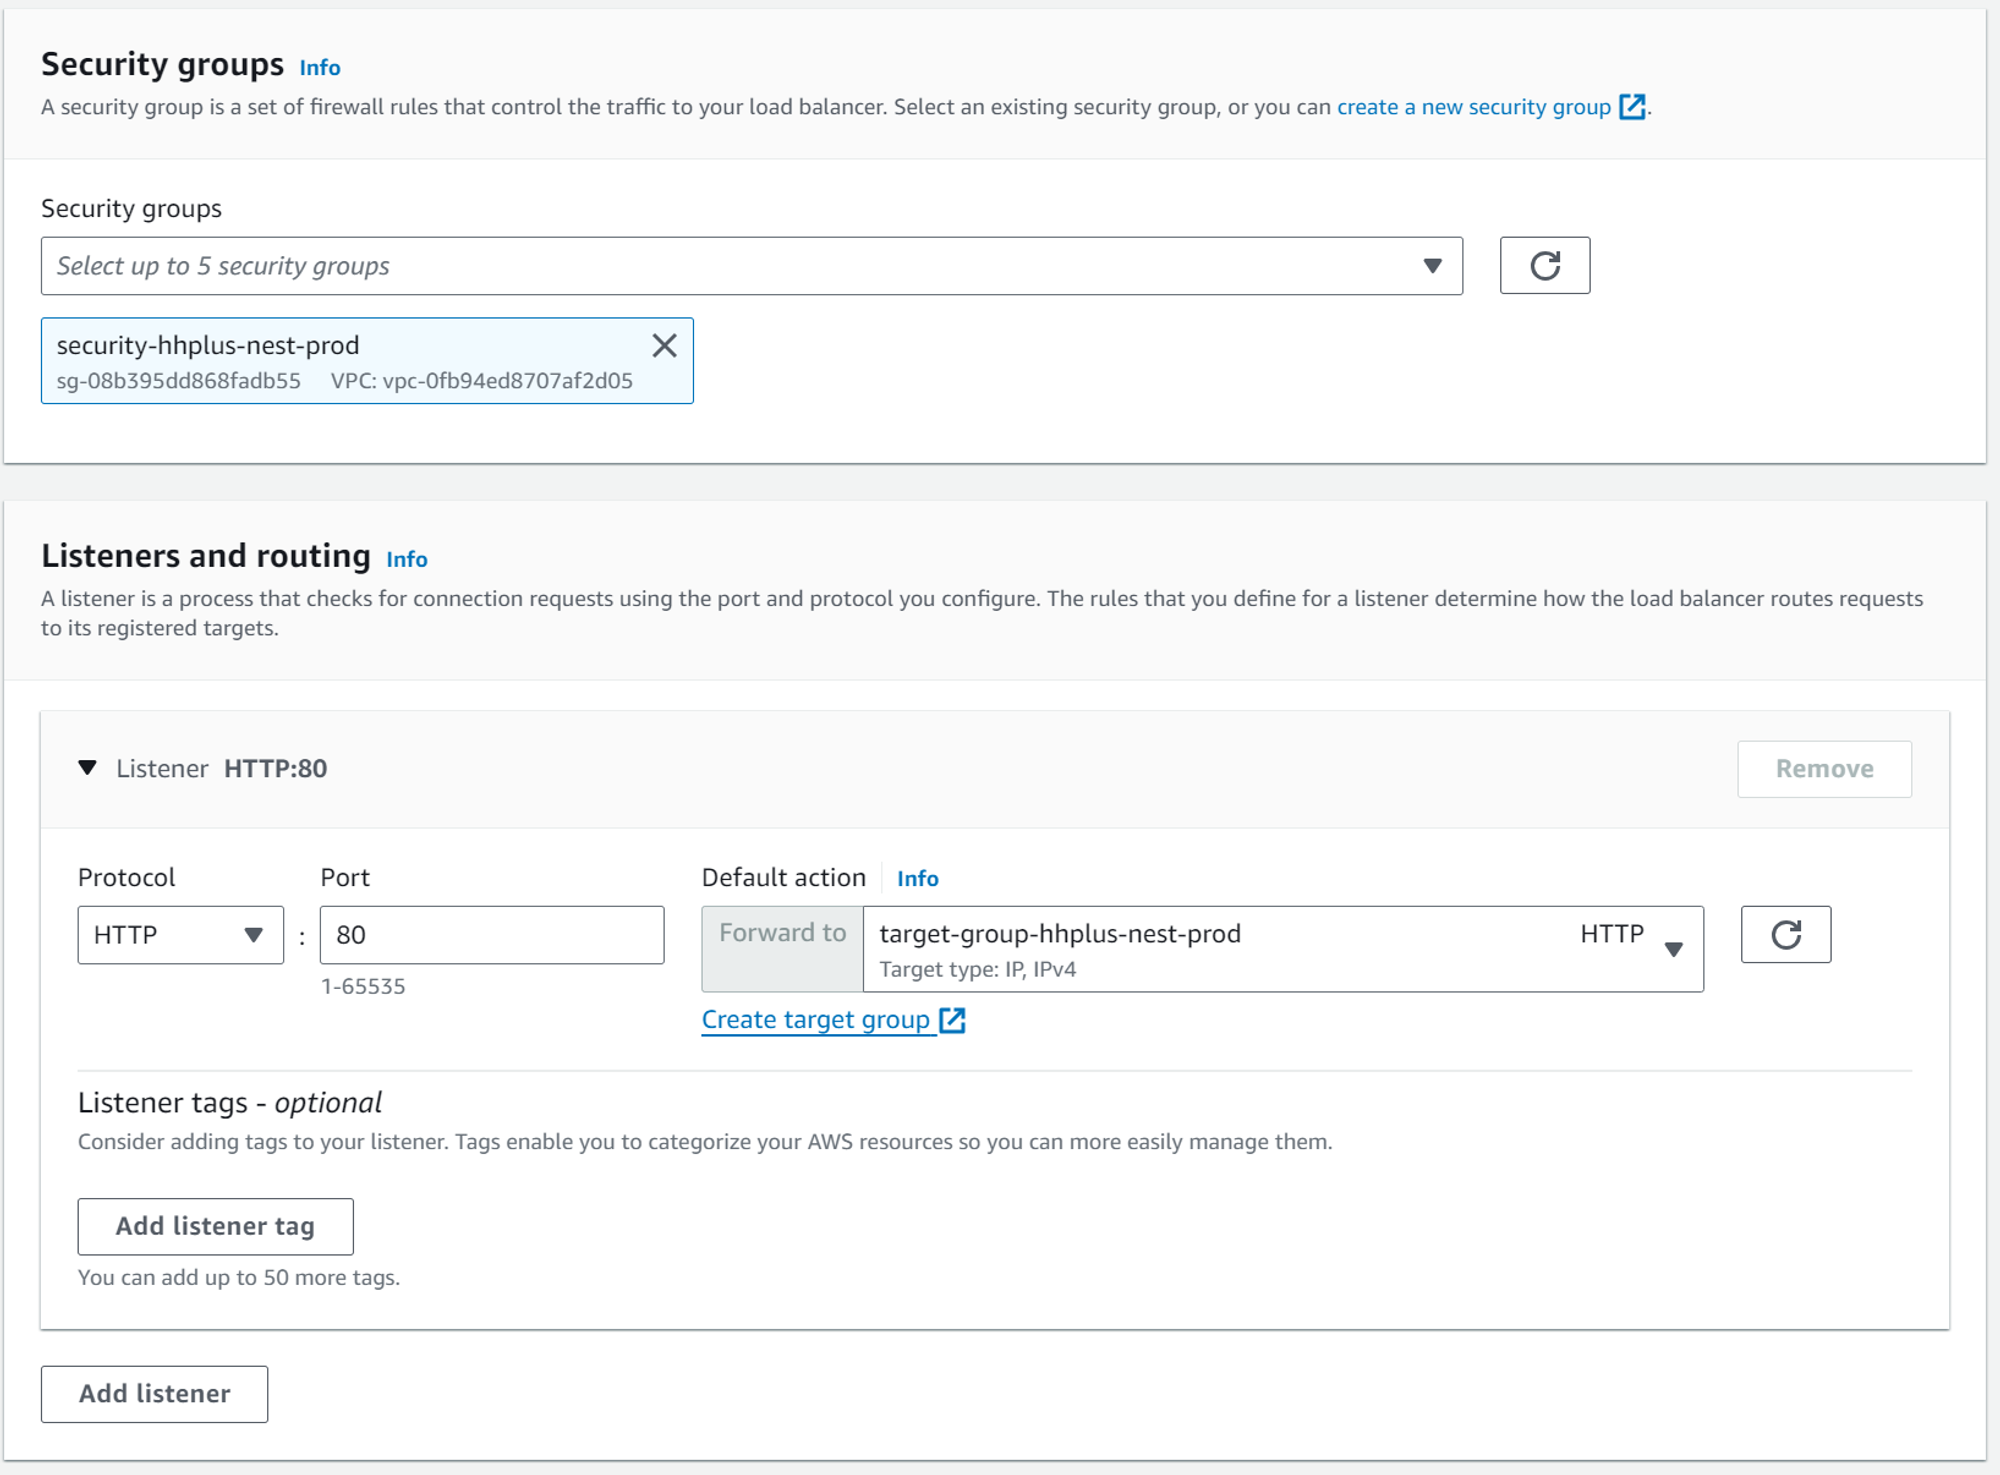 Security groups Info
A security group is a set of firewall rules that control the traffic to your load balancer. Select an existing security group, or you can create a new security group.
Security groups
Select up to 5 security groups
security-hhplus-nest-prod
sg-08b395dd868fadb55 VPC: vpc-0fb94ed8707af2d05
Listeners and routing Info
A listener is a process that checks for connection requests using the port and protocol you configure. The rules that you define for a listener determine how the load balancer routes requests
to its registered targets.
Listener HTTP:80 Remove
Protocol Port Default action Info
HTTP : 80 Forward to target-group-hhplus-nest-prod HTTP
Target type: IP, IPv4
1-65535
Create target group
Listener tags - optional
Consider adding tags to your listener. Tags enable you to categorize your AWS resources so you can more easily manage them.
Add listener tag
You can add up to 50 more tags.
Add listener